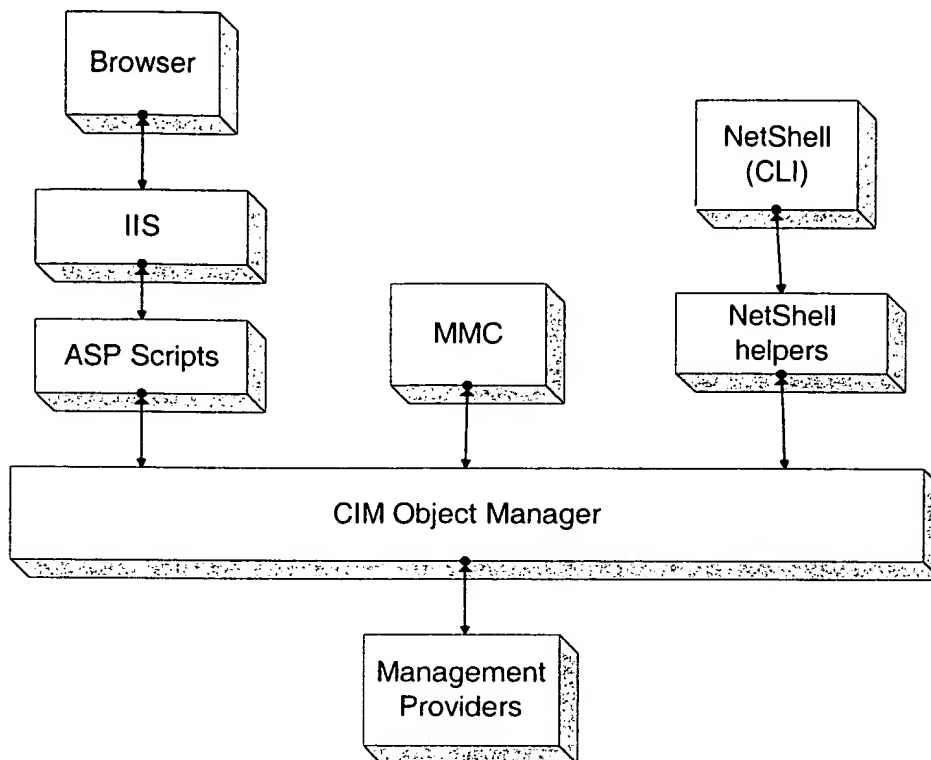 Browser
NetShell
(CLI)
IIS
MMC
NetShell
helpers
ASP Scripts
CIM Object Manager
Management
Providers